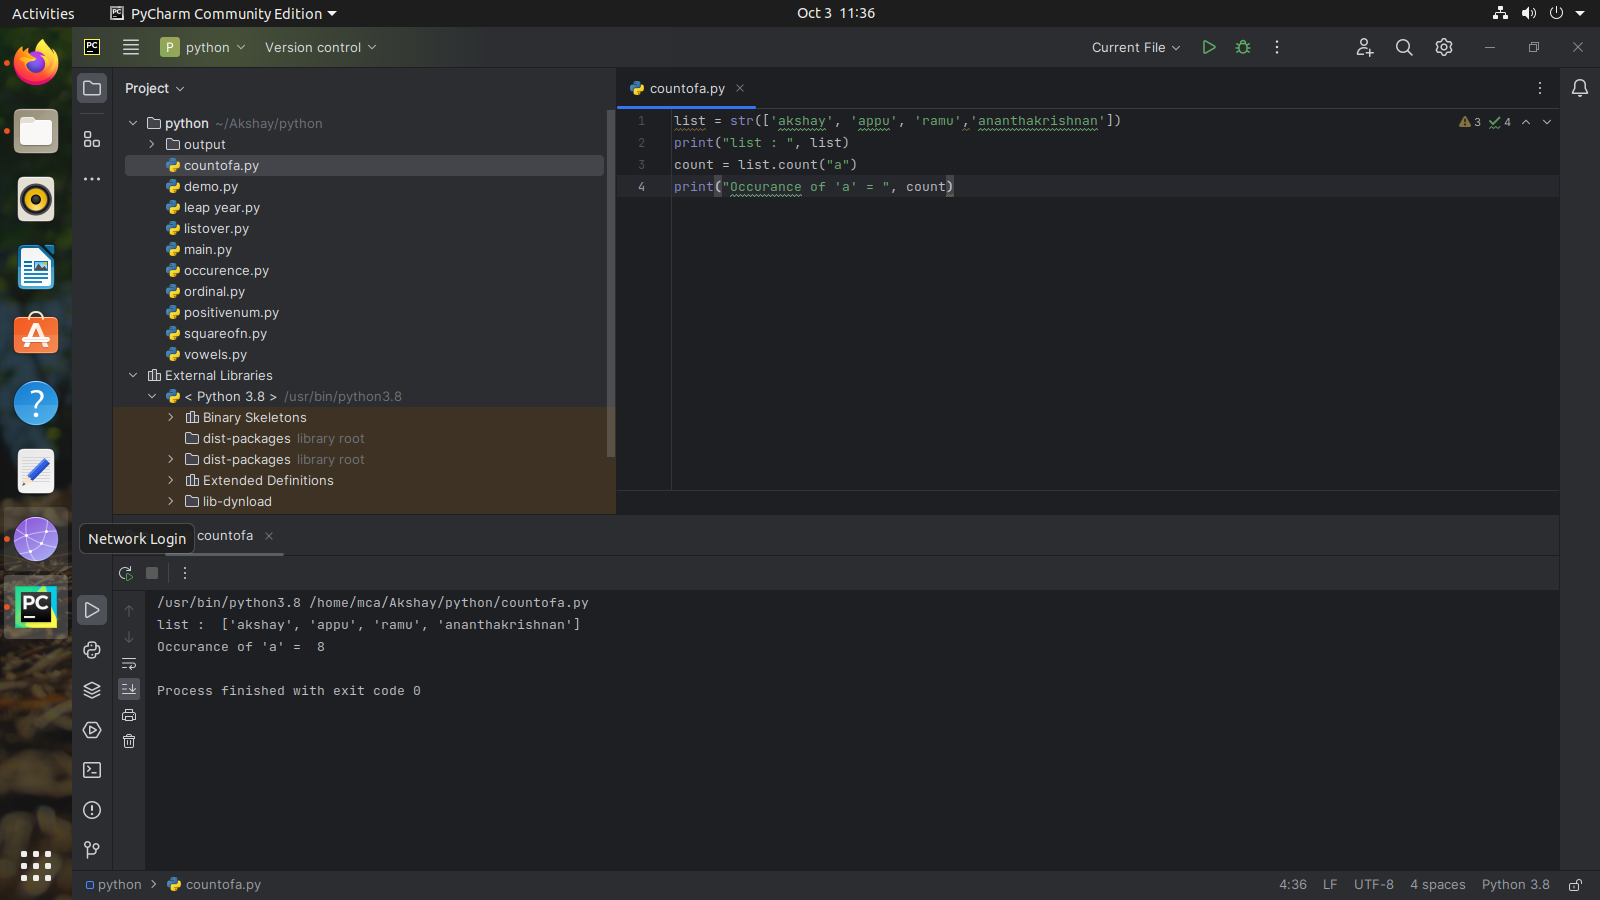 Activities
PyCharm Community Edition
Oct 3 11:36
PC
P python
Version control
Current File
Project
countofa.py
python ~/Akshay/python
output
countofa.py
demo.py
leap year.py
listover.py
main.py
occurence.py
ordinal.py
positivenum.py
squareofn.py
vowels.py
External Libraries
< Python 3.8 > /usr/bin/python3.8
Binary Skeletons
dist-packages library root
dist-packages library root
Extended Definitions
lib-dynload
1 list = str(['akshay', 'appu', 'ramu','ananthakrishnan'])
2 print("list : ", list)
3 count = list.count("a")
4 print("Occurance of 'a' = ", count)
3 4
Network Login
countofa
PC
/usr/bin/python3.8 /home/mca/Akshay/python/countofa.py
list :  ['akshay', 'appu', 'ramu', 'ananthakrishnan']
Occurance of 'a' =  8
Process finished with exit code 0
python > countofa.py
4:36 LF UTF-8 4 spaces Python 3.8